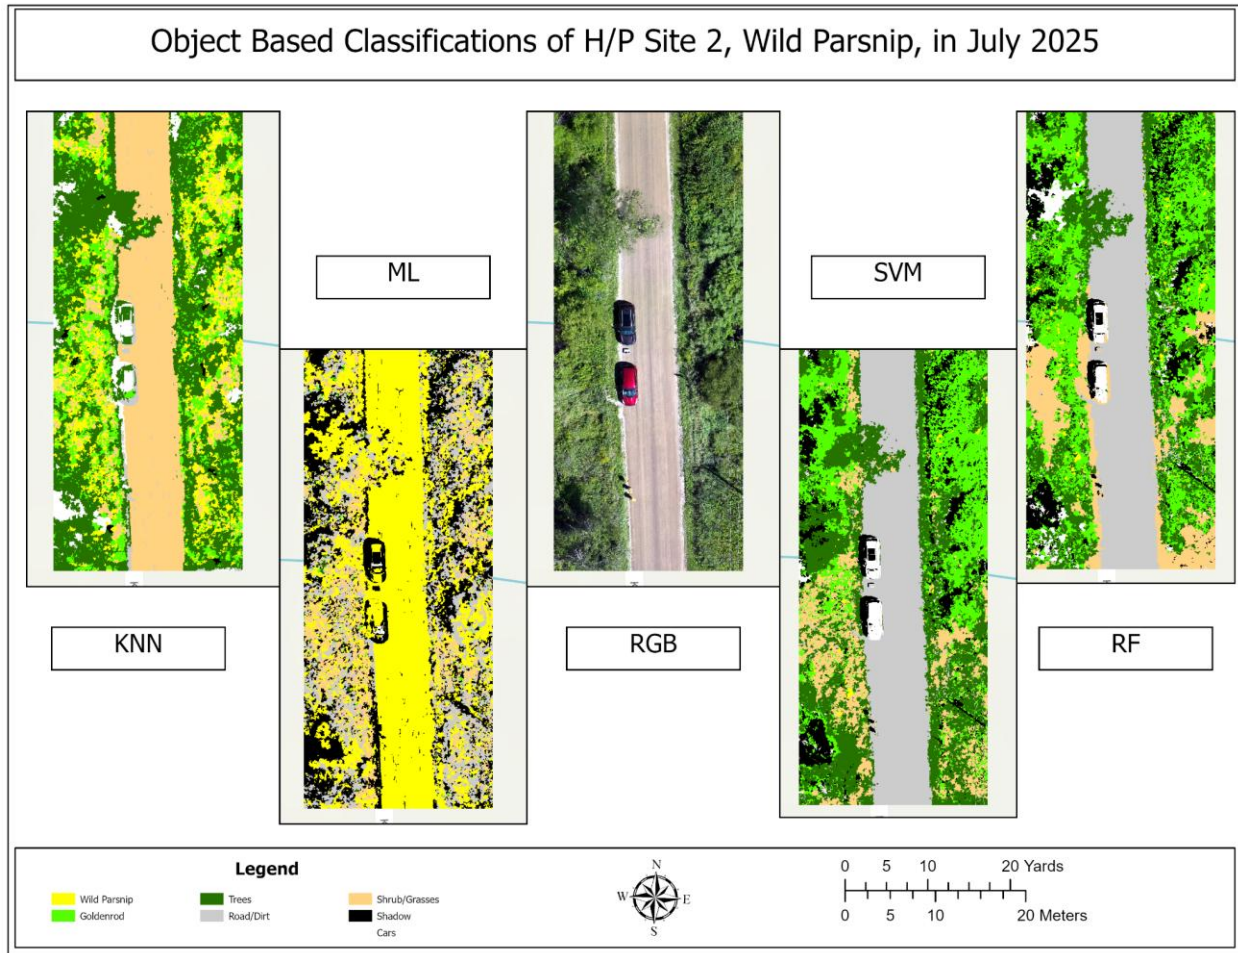 Object Based Classifications of H/P Site 2, Wild Parsnip, in July 2025
ML
SVM
KNN
RGB
RF
Legend
Wild Parsnip
Goldenrod
Trees
Road/Dirt
Shrub/Grasses
Shadow
Cars
N
W E
S
0 5 10 20 Yards
0 5 10 20 Meters